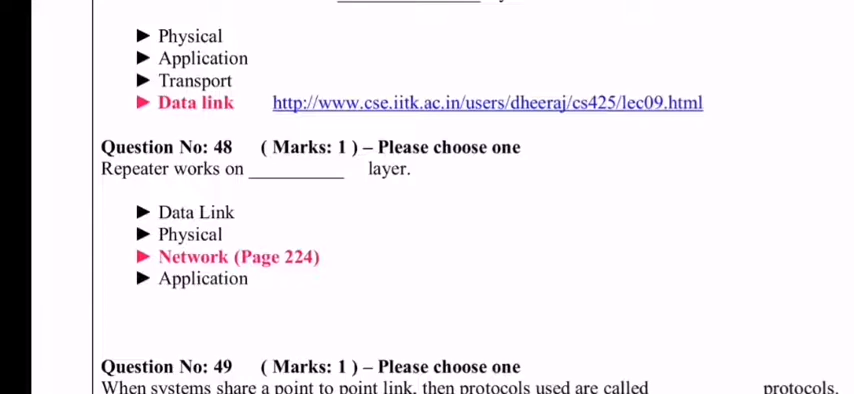 ► Physical
► Application
► Transport
► Data link http://www.cse.iitk.ac.in/users/dheeraj/cs425/lec09.html
Question No: 48 ( Marks: 1 ) – Please choose one
Repeater works on __________ layer.
► Data Link
► Physical
► Network (Page 224)
► Application
Question No: 49 ( Marks: 1 ) – Please choose one
When systems share a point to point link, then protocols used are called protocols.